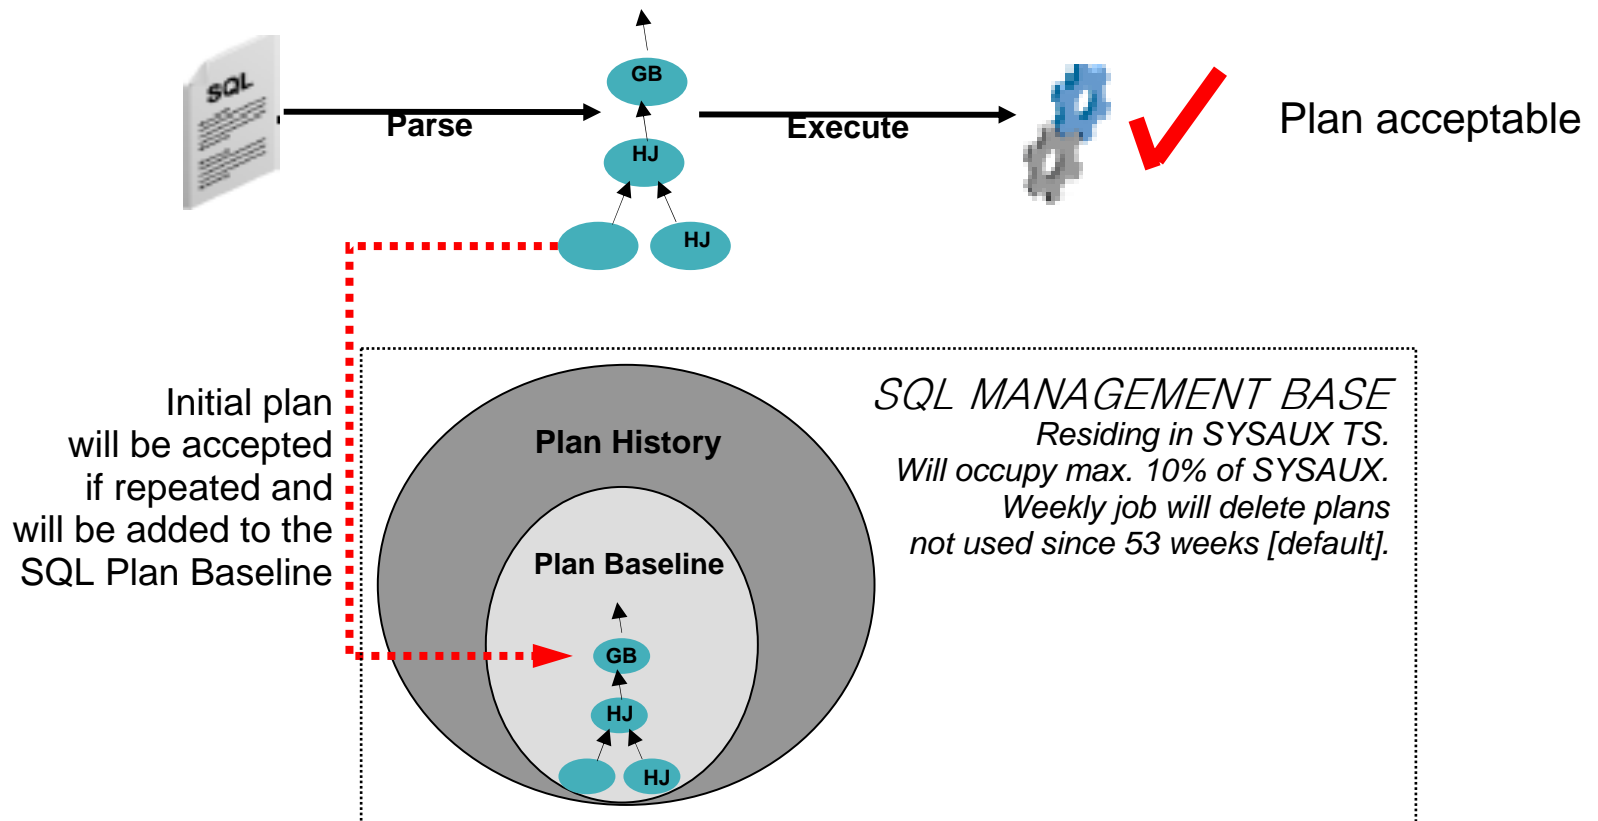 SQL
Parse
GB
Execute
Plan acceptable
HJ
HJ
Initial plan
will be accepted
if repeated and
will be added to the
SQL Plan Baseline
Plan History
Plan Baseline
GB
HJ
HJ
SQL MANAGEMENT BASE
Residing in SYSAUX TS.
Will occupy max. 10% of SYSAUX.
Weekly job will delete plans
not used since 53 weeks [default].